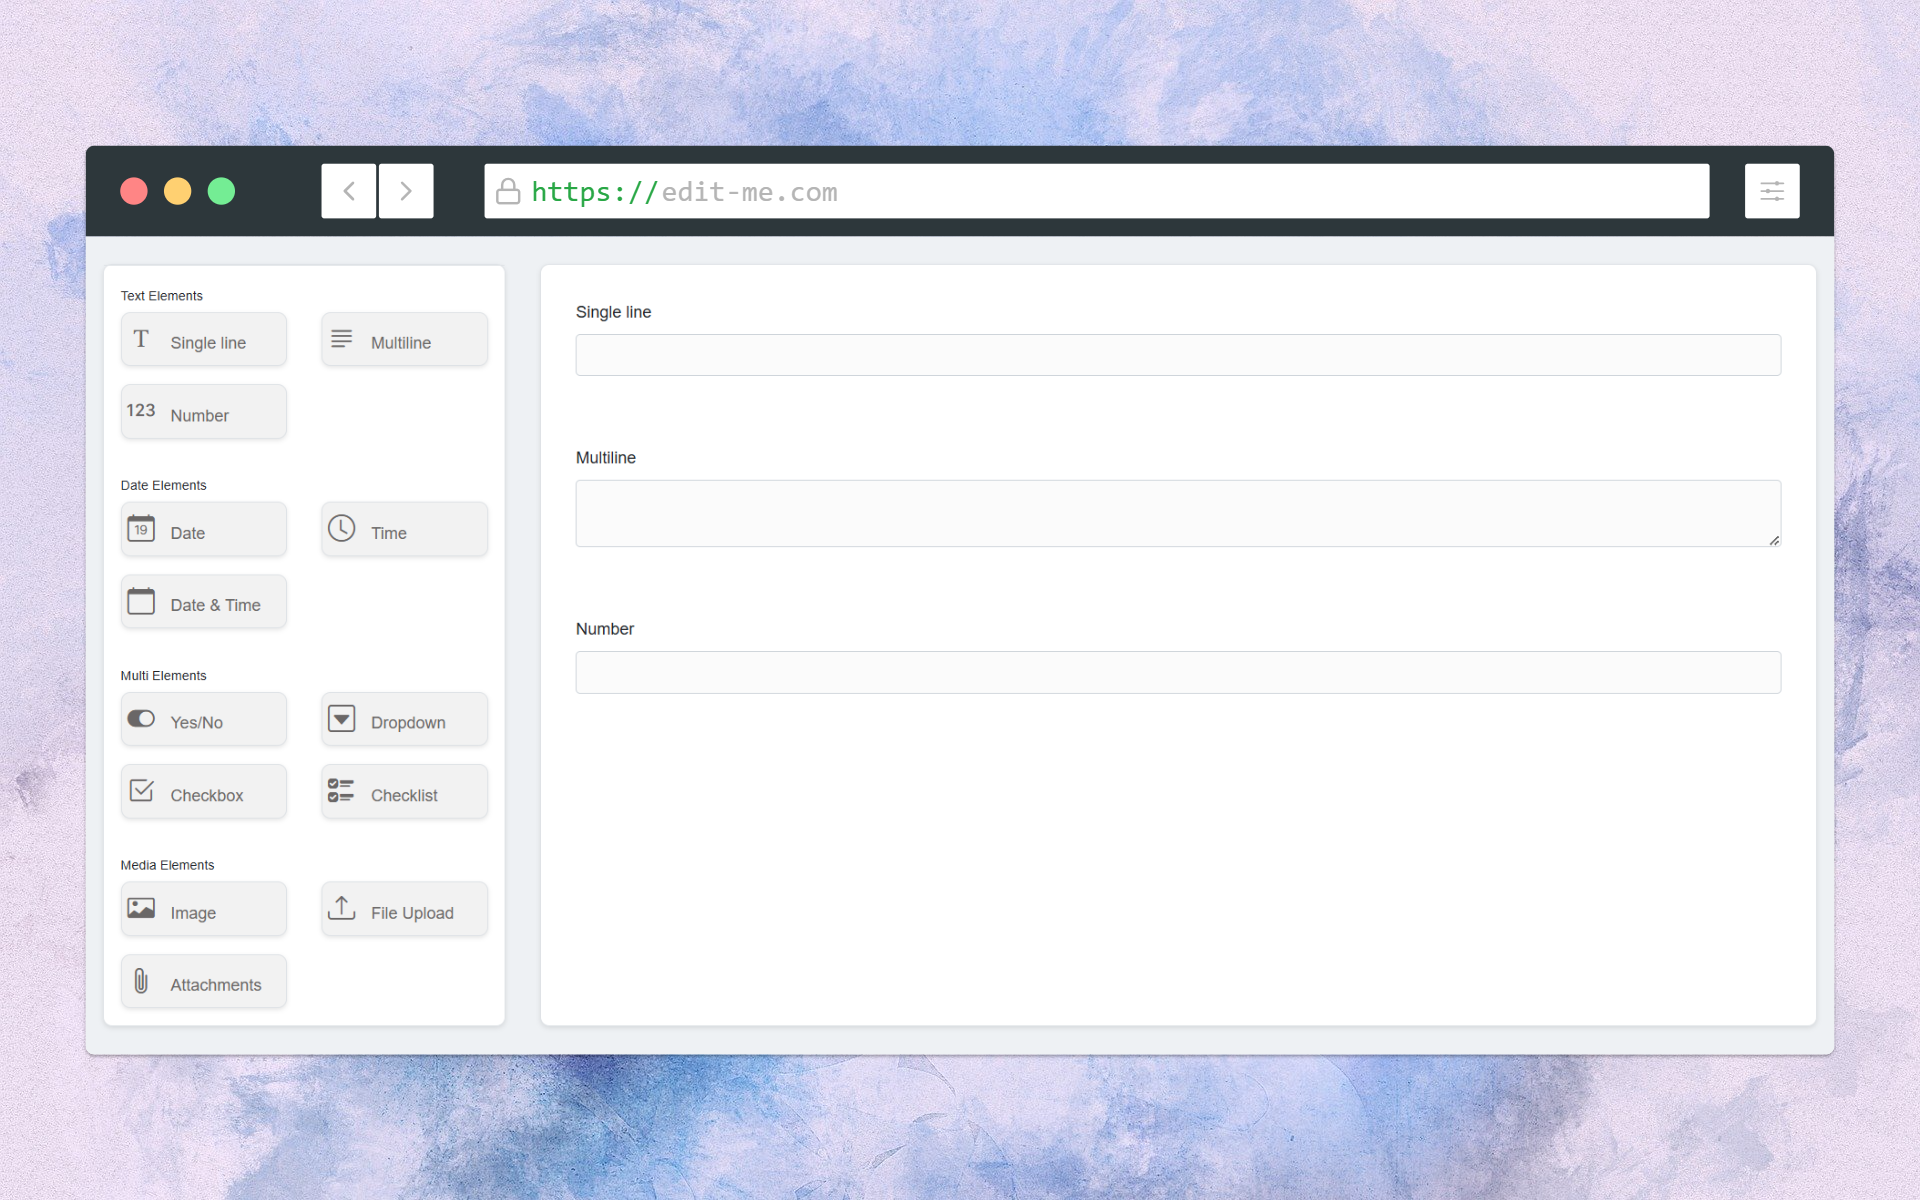 https://edit-me.com
Text Elements
Single line
Multiline
123 Number
Date Elements
19 Date
Time
Date & Time
Multi Elements
Yes/No
Dropdown
Checkbox
Checklist
Media Elements
Image
File Upload
Attachments
Single line
Multiline
Number